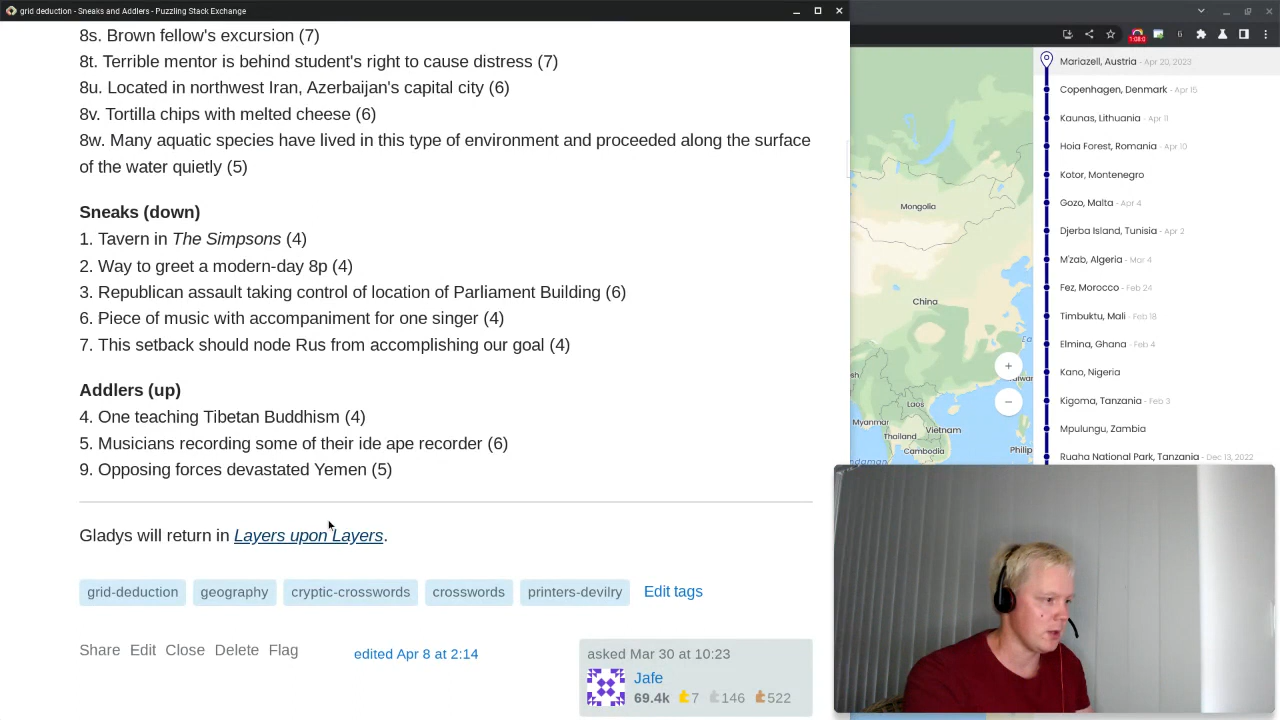 grid deduction - Sneaks and Addlers - Puzzling Stack Exchange
8s. Brown fellow's excursion (7)
8t. Terrible mentor is behind student's right to cause distress (7)
8u. Located in northwest Iran, Azerbaijan's capital city (6)
8v. Tortilla chips with melted cheese (6)
8w. Many aquatic species have lived in this type of environment and proceeded along the surface
of the water quietly (5)
Sneaks (down)
1. Tavern in The Simpsons (4)
2. Way to greet a modern-day 8p (4)
3. Republican assault taking control of location of Parliament Building (6)
6. Piece of music with accompaniment for one singer (4)
7. This setback should node Rus from accomplishing our goal (4)
Addlers (up)
4. One teaching Tibetan Buddhism (4)
5. Musicians recording some of their ide ape recorder (6)
9. Opposing forces devastated Yemen (5)
Gladys will return in Layers upon Layers.
grid-deduction geography cryptic-crosswords crosswords printers-devilry Edit tags
Share Edit Close Delete Flag
edited Apr 8 at 2:14
asked Mar 30 at 10:23
Jafe
69.4k 7 146 522
Mongolia
China
Laos
Myanmar
Vietnam
Thailand
Cambodia
Philip
+
−
Mariazell, Austria - Apr 20, 2023
Copenhagen, Denmark - Apr 15
Kaunas, Lithuania - Apr 11
Hoia Forest, Romania - Apr 10
Kotor, Montenegro
Gozo, Malta - Apr 4
Djerba Island, Tunisia - Apr 2
M'zab, Algeria - Mar 4
Fez, Morocco - Feb 24
Timbuktu, Mali - Feb 18
Elmina, Ghana - Feb 4
Kano, Nigeria
Kigoma, Tanzania - Feb 3
Mpulungu, Zambia
Ruaha National Park, Tanzania - Dec 13, 2022